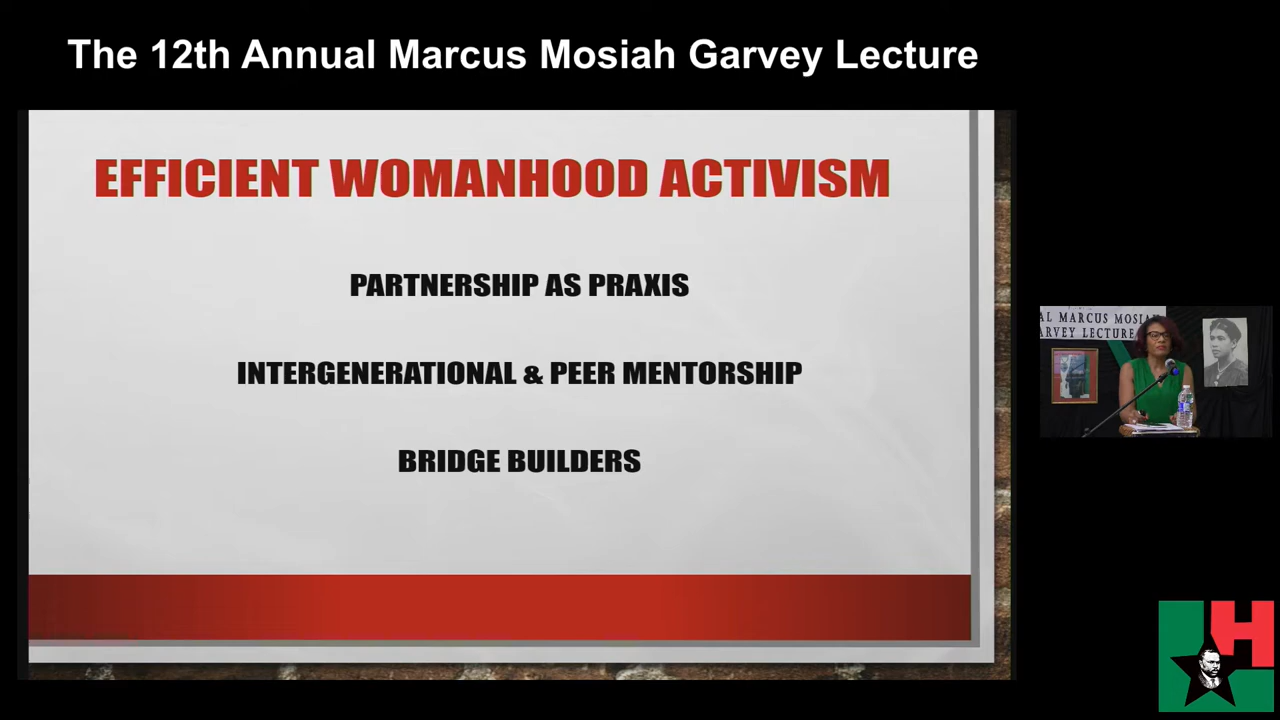 The 12th Annual Marcus Mosiah Garvey Lecture
EFFICIENT WOMANHOOD ACTIVISM
PARTNERSHIP AS PRAXIS
INTERGENERATIONAL & PEER MENTORSHIP
BRIDGE BUILDERS
AL MARCUS MOSIAH
ARVEY LECTURE
H